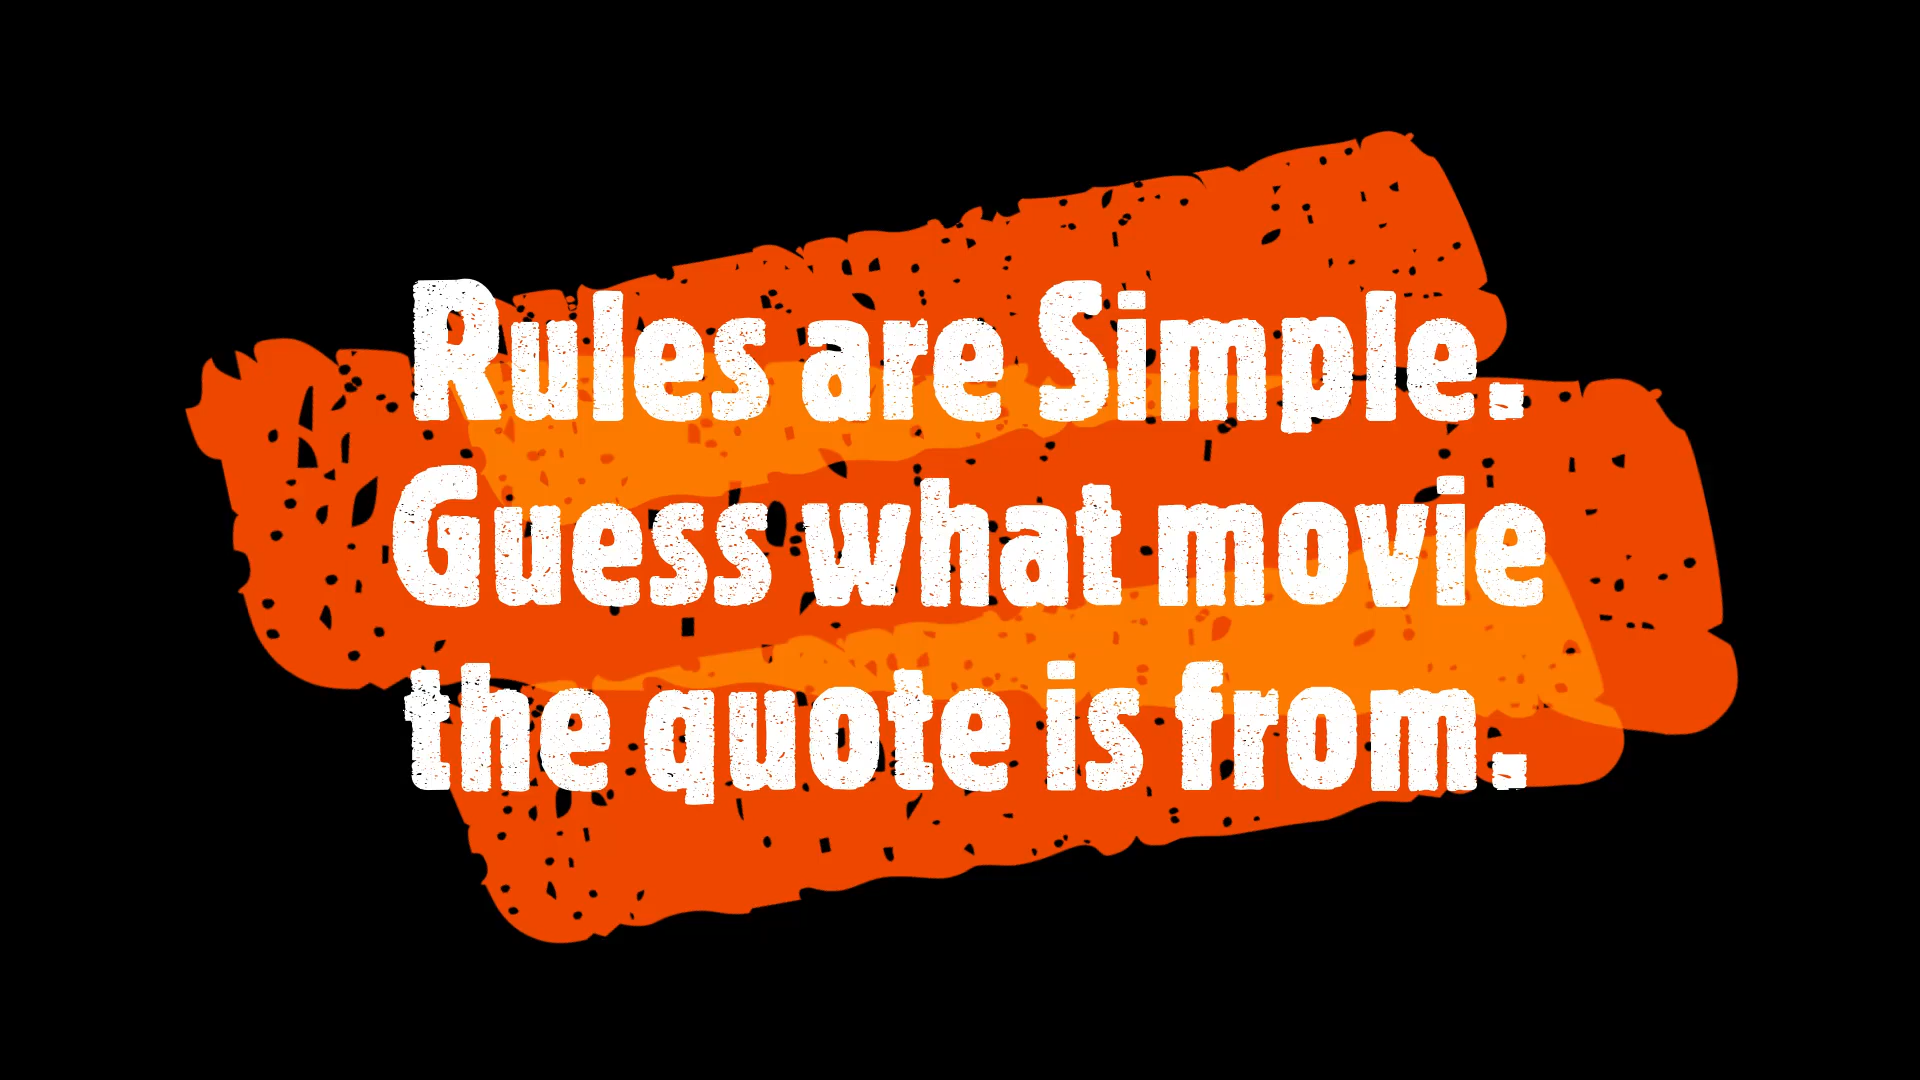 Rules are Simple.
Guess what movie
the quote is from.